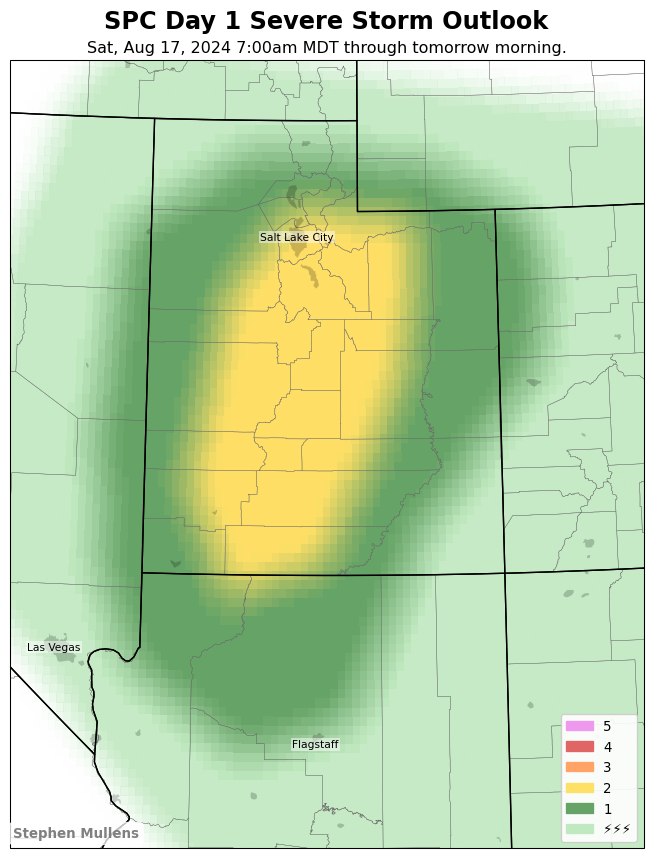 SPC Day 1 Severe Storm Outlook
Sat, Aug 17, 2024 7:00am MDT through tomorrow morning.
Salt Lake City
Las Vegas
Flagstaff
5
4
3
2
1
⚡⚡⚡
Stephen Mullens